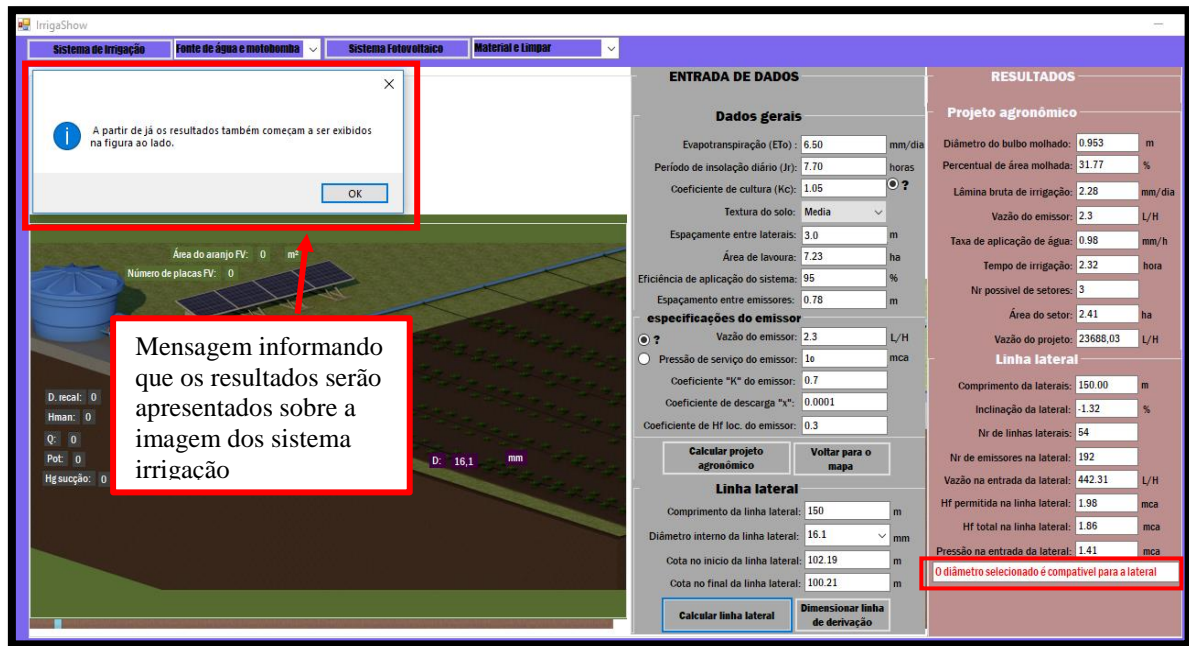 IrrigaShow
Sistema de Irrigação
Fonte de água e motobomba
Sistema Fotovoltaico
Material e Limpar
A partir de já os resultados também começam a ser exibidos
na figura ao lado.
OK
Área do aranjo FV: 0 m²
Número de placas FV: 0
Mensagem informando
que os resultados serão
apresentados sobre a
imagem dos sistema
irrigação
D. recal: 0
Hman: 0
Q: 0
Pot: 0
Hg sucção: 0
D: 16,1 mm
ENTRADA DE DADOS
Dados gerais
Evapotranspiração (ETo) : 6.50 mm/dia
Período de insolação diário (Jr): 7.70 horas
Coeficiente de cultura (Kc): 1.05 ?
Textura do solo: Media
Espaçamento entre laterais: 3.0 m
Área de lavoura: 7.23 ha
Eficiência de aplicação do sistema: 95 %
Espaçamento entre emissores: 0.78 m
especificações do emissor
? Vazão do emissor: 2.3 L/H
Pressão de serviço do emissor: 10 mca
Coeficiente "K" do emissor: 0.7
Coeficiente de descarga "x": 0.0001
Coeficiente de Hf loc. do emissor: 0.3
Calcular projeto
agronômico
Voltar para o
mapa
Linha lateral
Comprimento da linha lateral: 150 m
Diâmetro interno da linha lateral: 16.1 mm
Cota no inicio da linha lateral: 102.19 m
Cota no final da linha lateral: 100.21 m
Calcular linha lateral
Dimensionar linha
de derivação
RESULTADOS
Projeto agronômico
Diâmetro do bulbo molhado: 0.953 m
Percentual de área molhada: 31.77 %
Lâmina bruta de irrigação: 2.28 mm/dia
Vazão do emissor: 2.3 L/H
Taxa de aplicação de água: 0.98 mm/h
Tempo de irrigação: 2.32 hora
Nr possivel de setores: 3
Área do setor: 2.41 ha
Vazão do projeto: 23688,03 L/H
Linha lateral
Comprimento da laterais: 150.00 m
Inclinação da lateral: -1.32 %
Nr de linhas laterais: 54
Nr de emissores na lateral: 192
Vazão na entrada da lateral: 442.31 L/H
Hf permitida na linha lateral: 1.98 mca
Hf total na linha lateral: 1.86 mca
Pressão na entrada da lateral: 1.41 mca
O diâmetro selecionado é compativel para a lateral